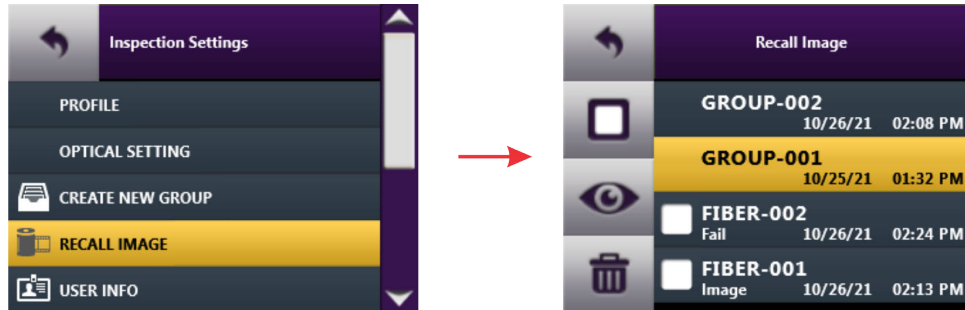 Inspection Settings
PROFILE
OPTICAL SETTING
CREATE NEW GROUP
RECALL IMAGE
USER INFO
Recall Image
GROUP-002
10/26/21 02:08 PM
GROUP-001
10/25/21 01:32 PM
FIBER-002
Fail 10/26/21 02:24 PM
FIBER-001
Image 10/26/21 02:13 PM